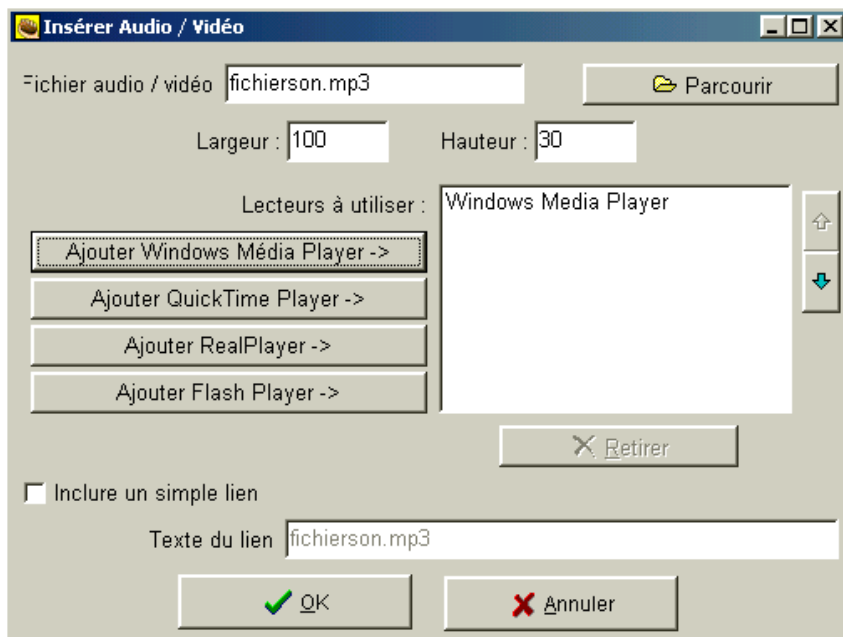 Insérer Audio / Vidéo
Fichier audio / vidéo fichierson.mp3 Parcourir
Largeur : 100 Hauteur : 30
Lecteurs à utiliser : Windows Media Player
Ajouter Windows Média Player ->
Ajouter QuickTime Player ->
Ajouter RealPlayer ->
Ajouter Flash Player ->
Retirer
Inclure un simple lien
Texte du lien fichierson.mp3
OK Annuler